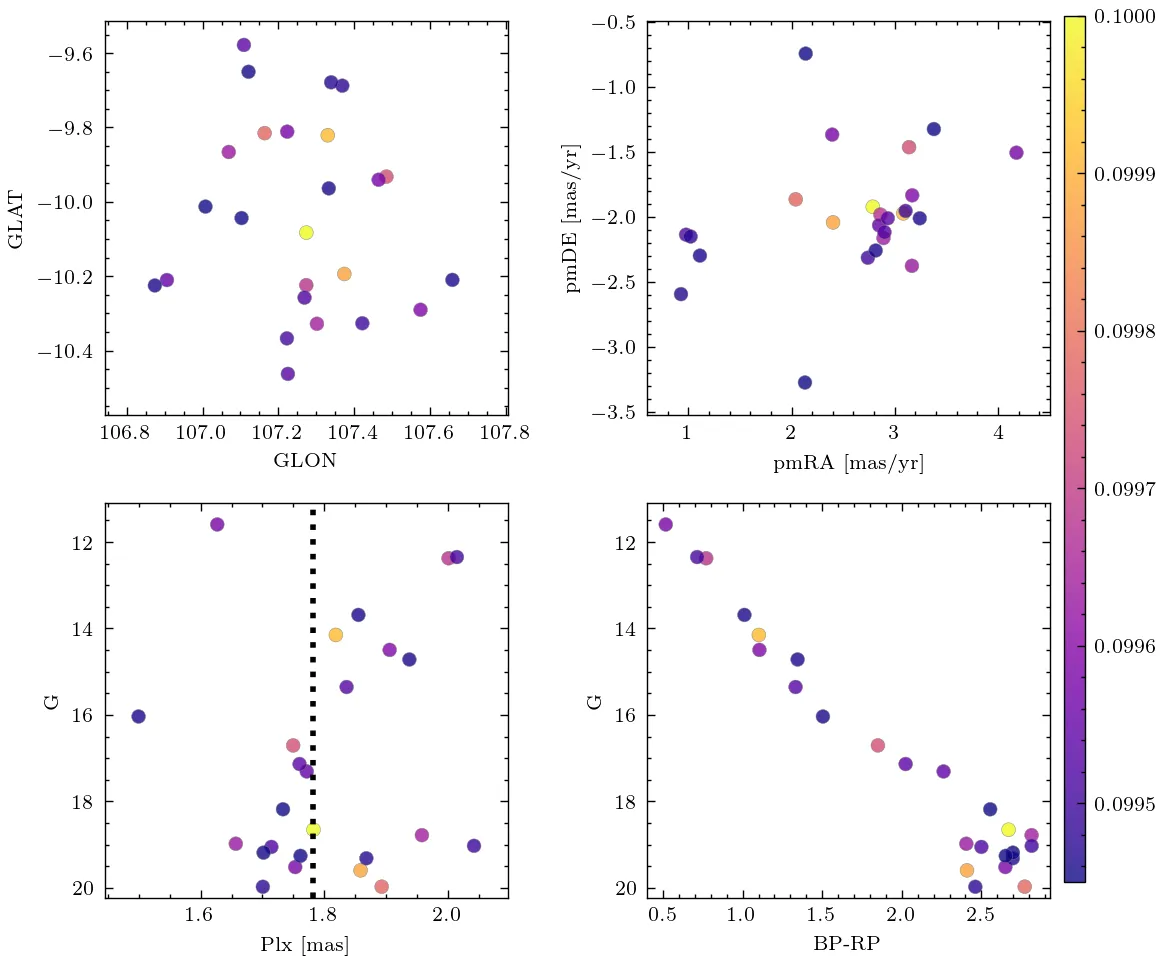 −9.6
−9.8
−10.0
−10.2
−10.4
GLAT
106.8 107.0 107.2 107.4 107.6 107.8
GLON
−0.5
−1.0
−1.5
−2.0
−2.5
−3.0
−3.5
pmDE [mas/yr]
1 2 3 4
pmRA [mas/yr]
0.1000
0.0999
0.0998
0.0997
0.0996
0.0995
12
14
16
18
20
G
1.6 1.8 2.0
Plx [mas]
12
14
16
18
20
G
0.5 1.0 1.5 2.0 2.5
BP-RP